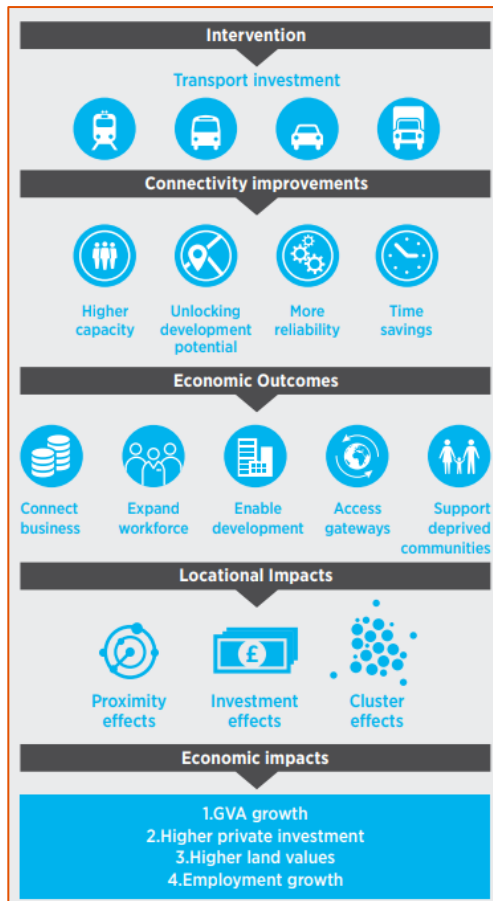 Intervention
Transport investment
Connectivity improvements
Higher capacity
Unlocking development potential
More reliability
Time savings
Economic Outcomes
Connect business
Expand workforce
Enable development
Access gateways
Support deprived communities
Locational Impacts
£
Proximity effects
Investment effects
Cluster effects
Economic impacts
1.GVA growth
2.Higher private investment
3.Higher land values
4.Employment growth